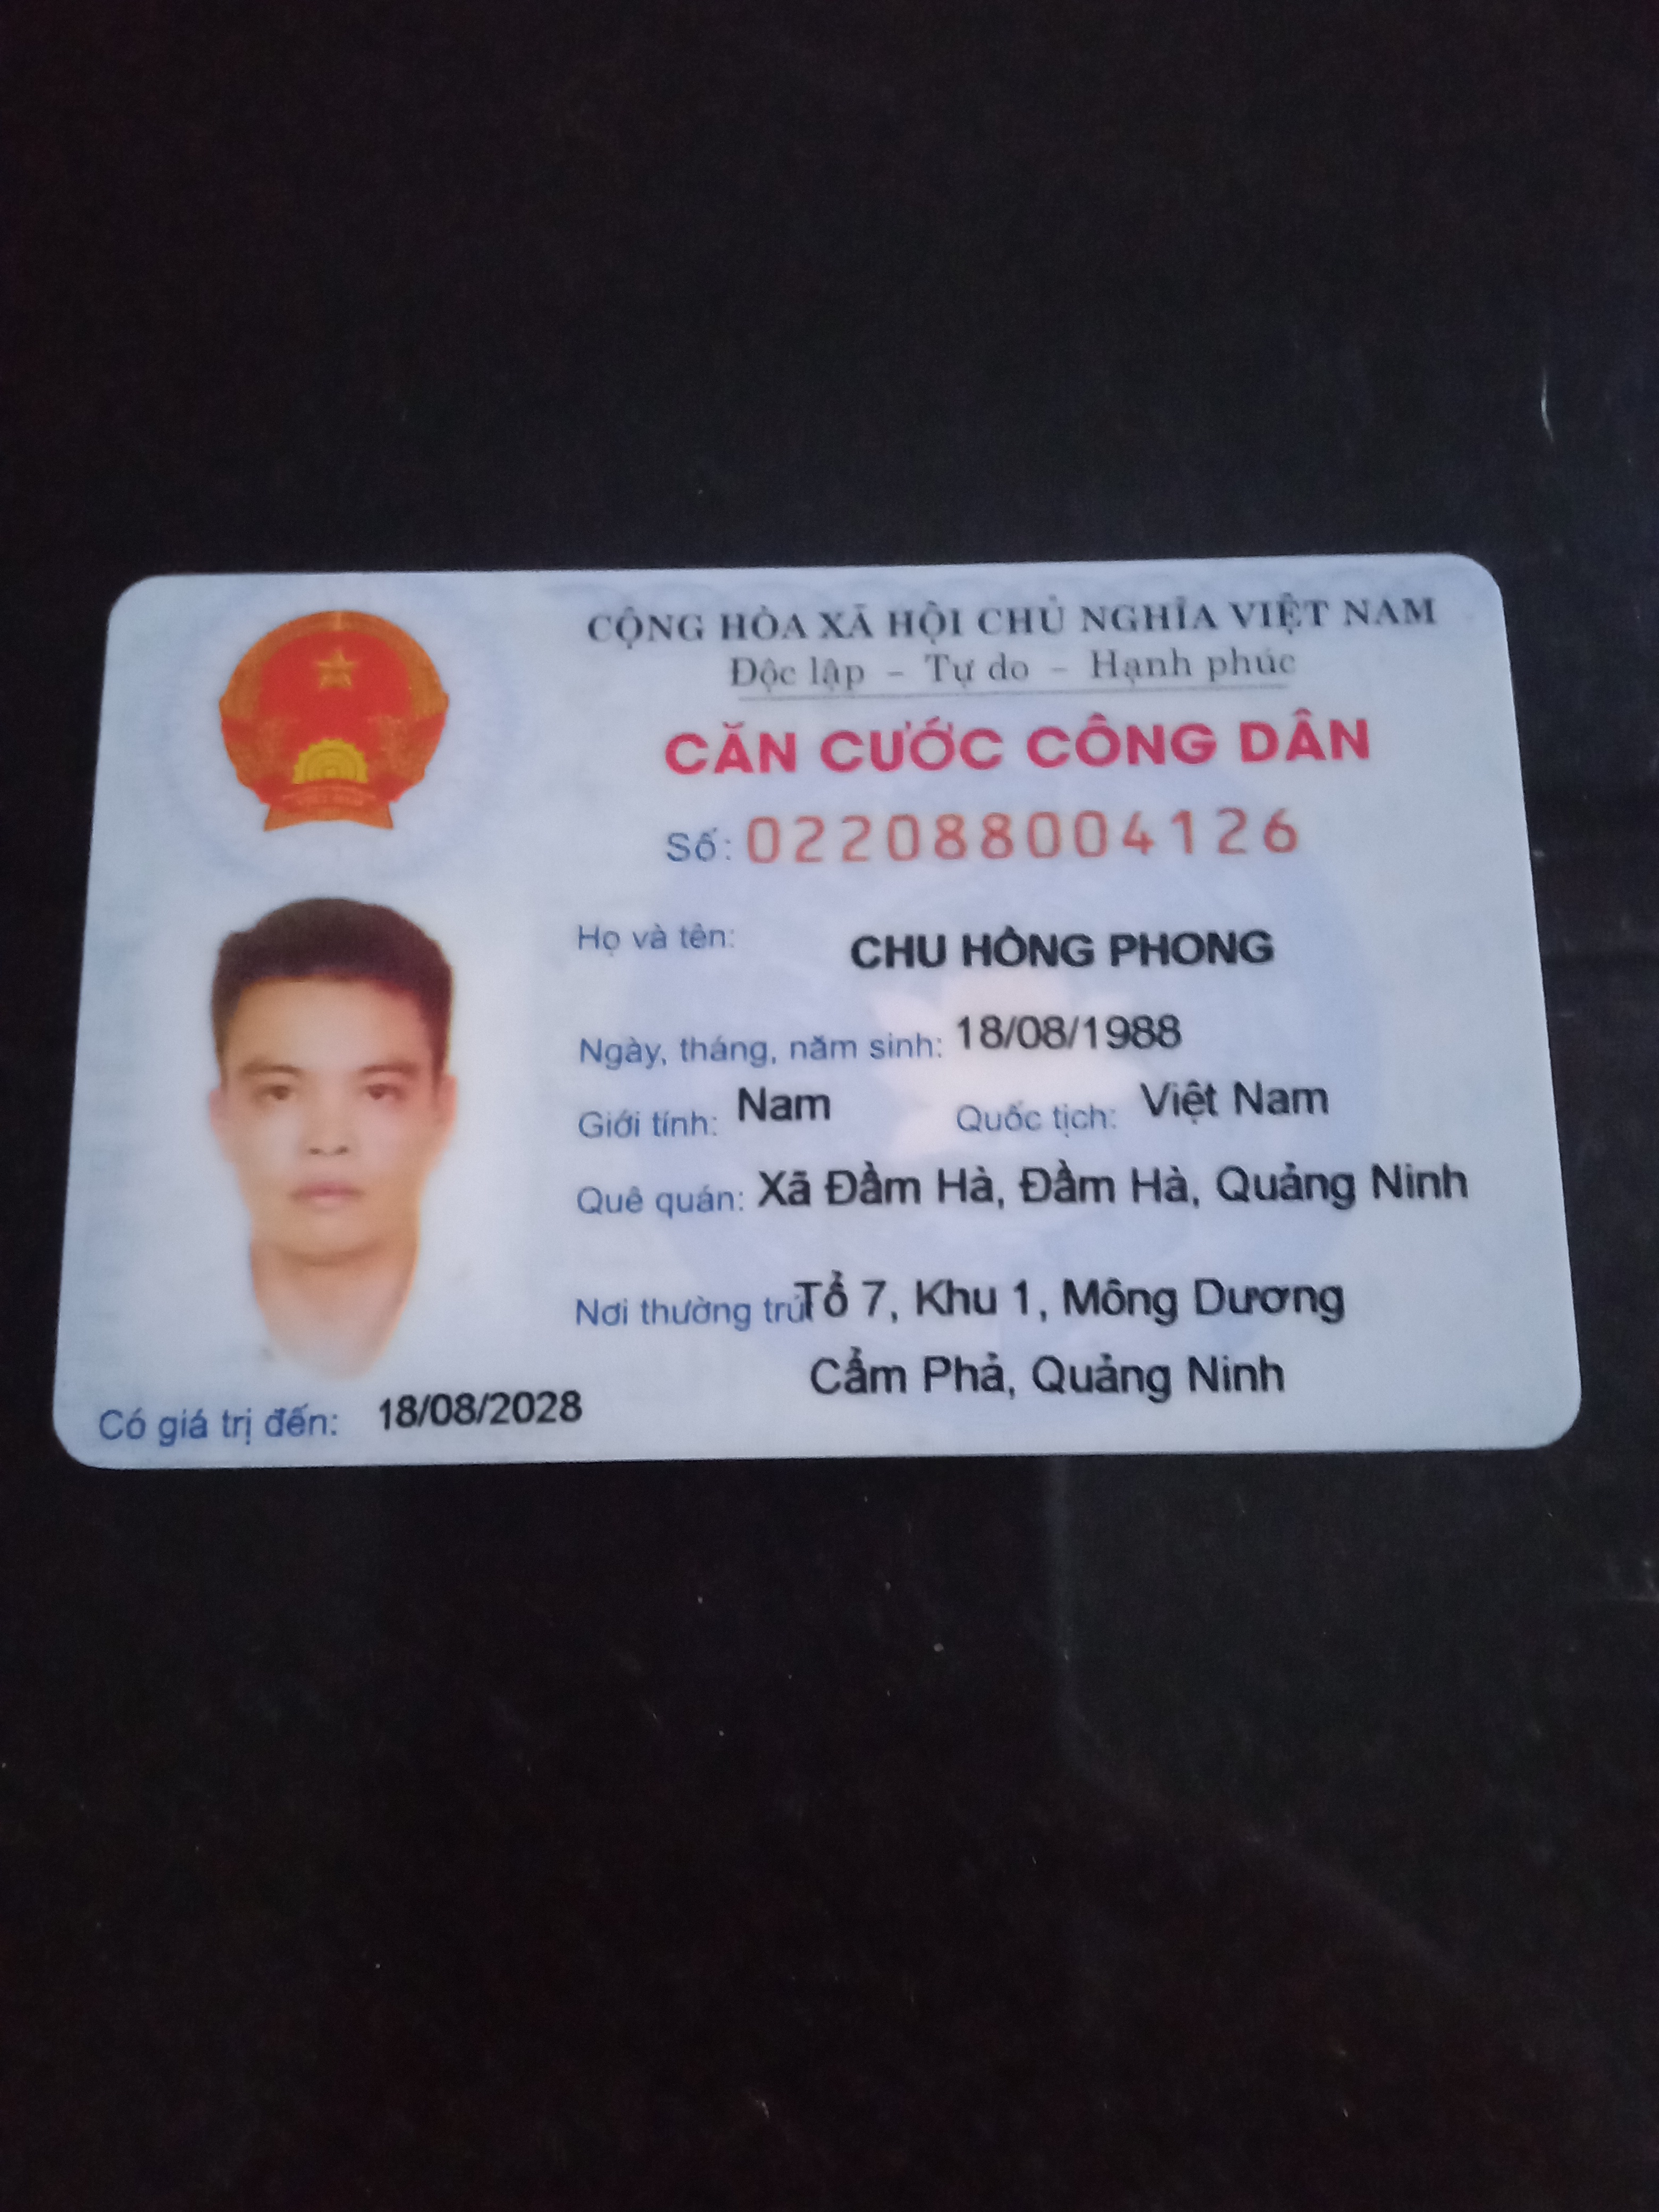 CỘNG HÒA XÃ HỘI CHỦ NGHĨA VIỆT NAM
Độc lập – Tự do – Hạnh phúc
CĂN CƯỚC CÔNG DÂN
Số: 022088004126
Họ và tên: CHU HỒNG PHONG
Ngày, tháng, năm sinh: 18/08/1988
Giới tính: Nam Quốc tịch: Việt Nam
Quê quán: Xã Đầm Hà, Đầm Hà, Quảng Ninh
Nơi thường trú: Tổ 7, Khu 1, Mông Dương
Cẩm Phả, Quảng Ninh
Có giá trị đến: 18/08/2028